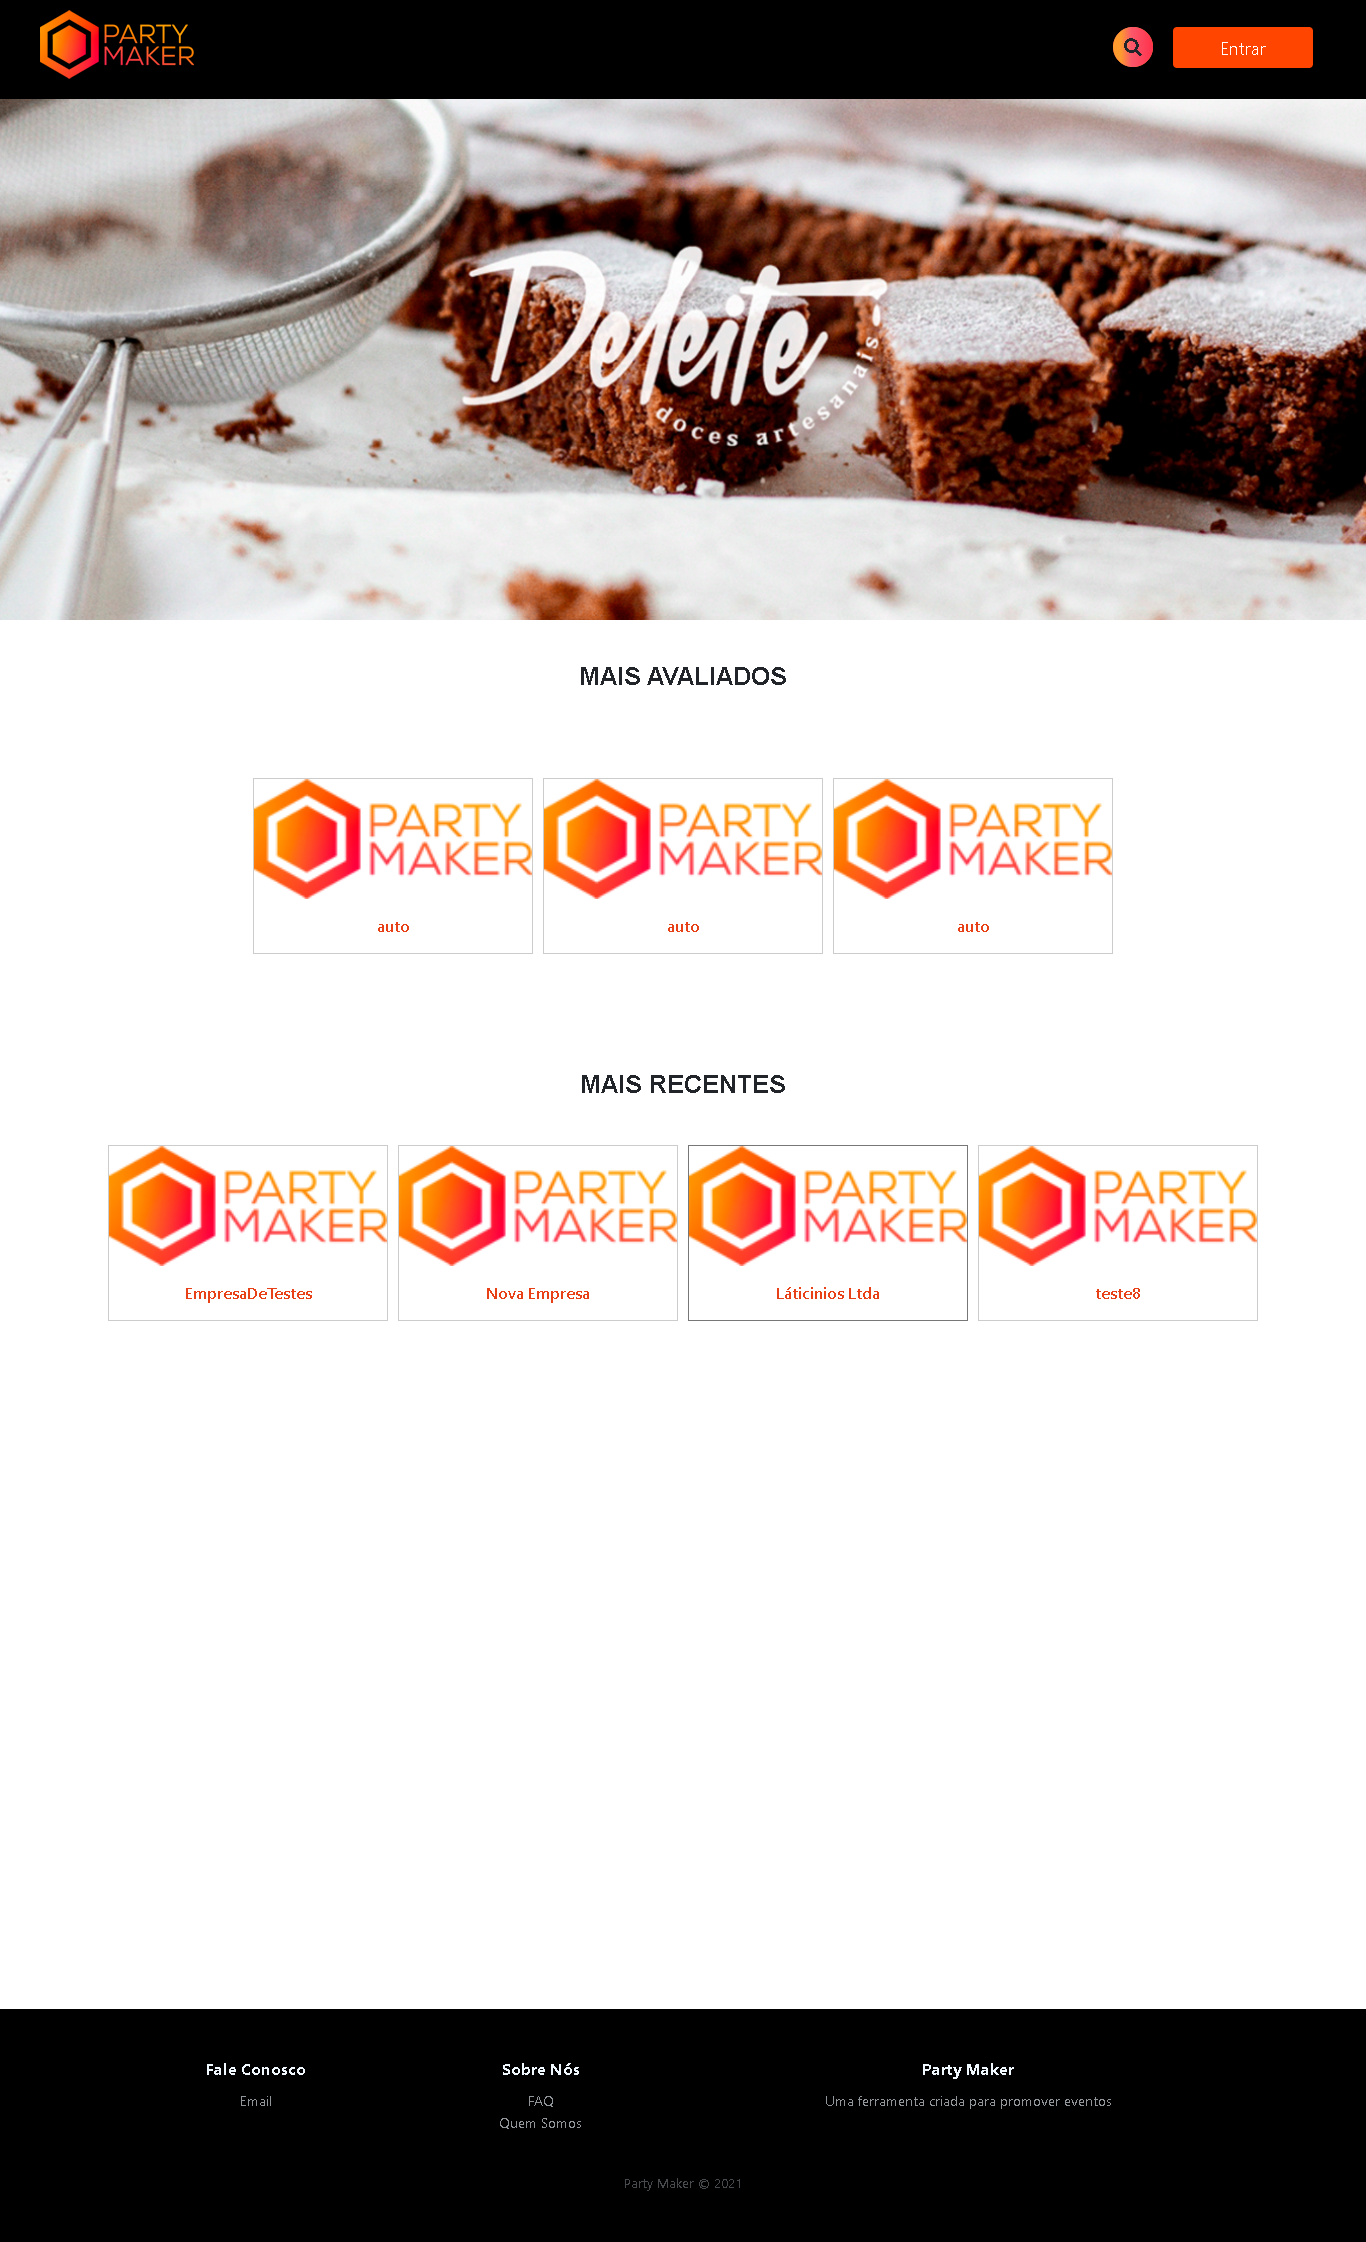 PARTY
MAKER
Entrar
Deleite
doces artesanais
MAIS AVALIADOS
PARTY
MAKER
auto
PARTY
MAKER
auto
PARTY
MAKER
auto
MAIS RECENTES
PARTY
MAKER
EmpresaDeTestes
PARTY
MAKER
Nova Empresa
PARTY
MAKER
Láticinios Ltda
PARTY
MAKER
teste8
Fale Conosco
Email
Sobre Nós
FAQ
Quem Somos
Party Maker
Uma ferramenta criada para promover eventos
Party Maker © 2021